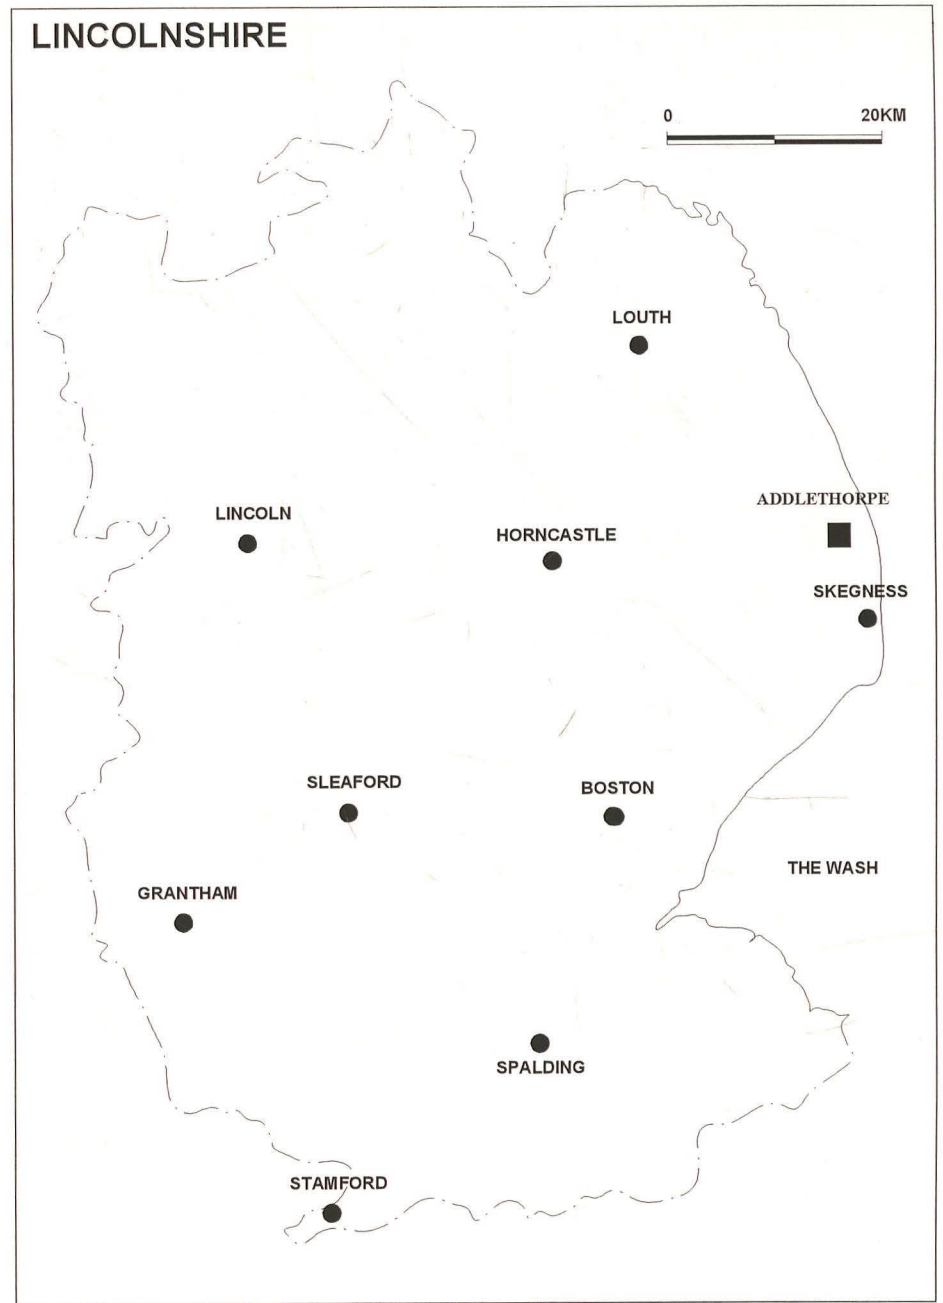 LINCOLNSHIRE
0 20KM
LOUTH
ADDLETHORPE
LINCOLN
HORNCASTLE
SKEGNESS
SLEAFORD
BOSTON
THE WASH
GRANTHAM
SPALDING
STAMFORD